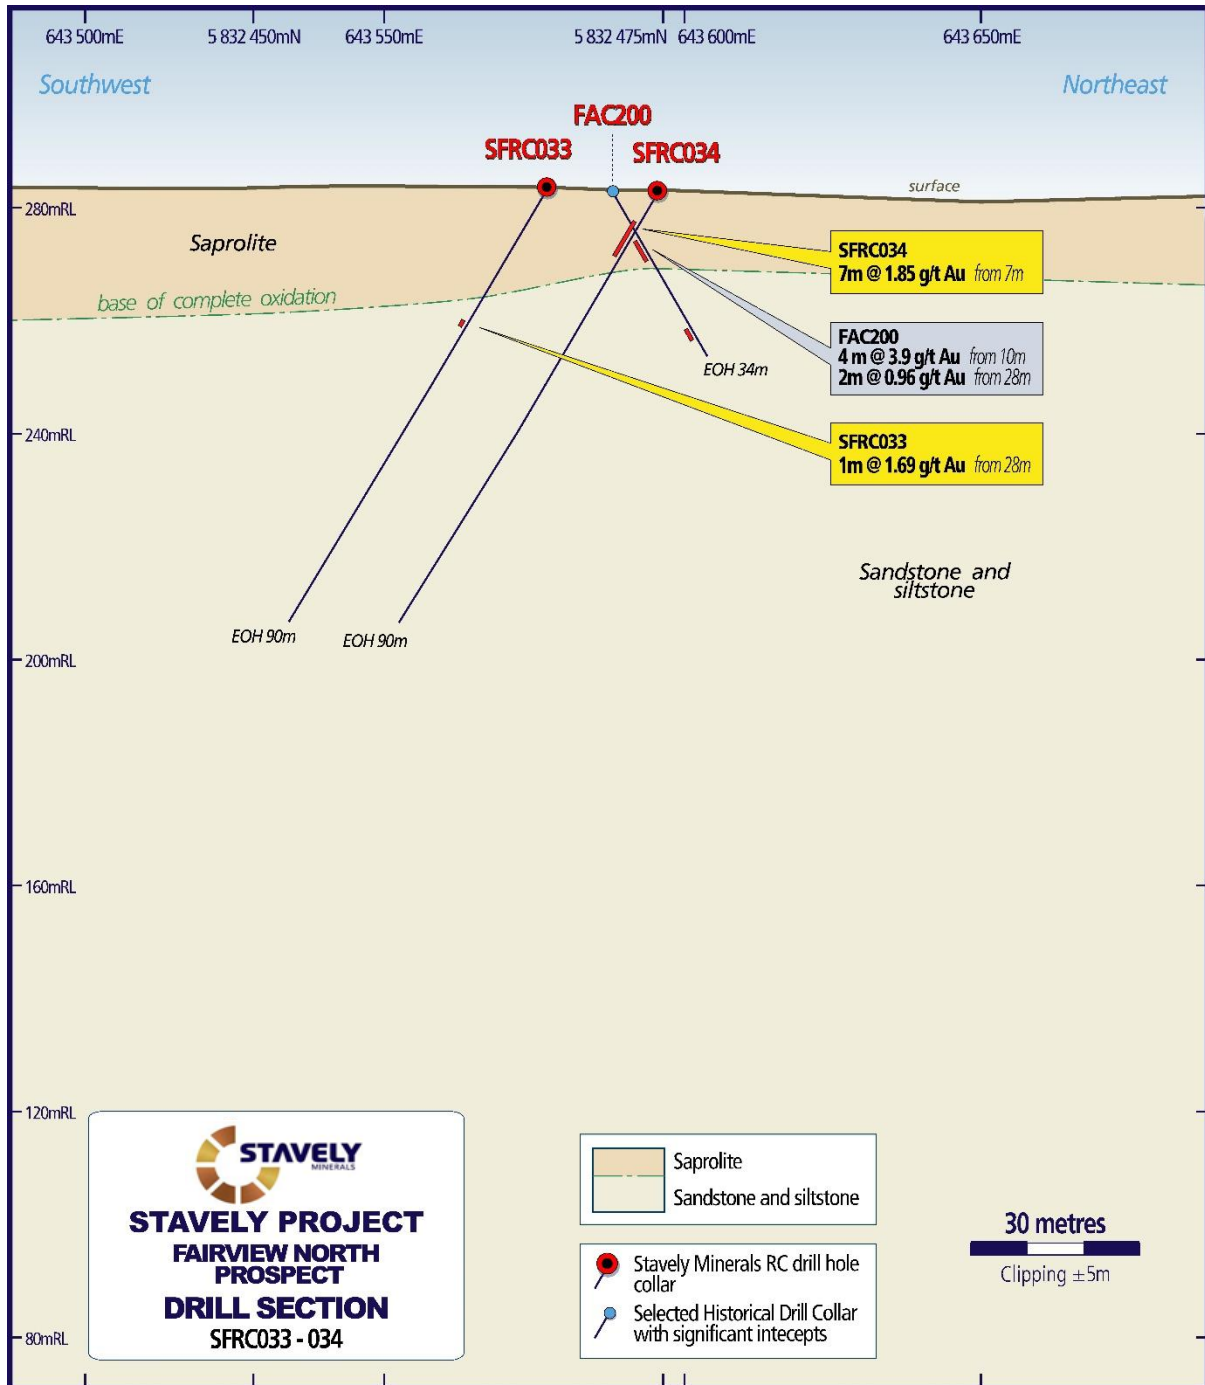 643 500mE 5 832 450mN 643 550mE 5 832 475mN 643 600mE 643 650mE
Southwest
Northeast
FAC200
SFRC033
SFRC034
surface
280mRL
Saprolite
base of complete oxidation
SFRC034
7m @ 1.85 g/t Au from 7m
FAC200
4 m @ 3.9 g/t Au from 10m
2m @ 0.96 g/t Au from 28m
EOH 34m
240mRL
SFRC033
1m @ 1.69 g/t Au from 28m
Sandstone and
siltstone
EOH 90m
EOH 90m
200mRL
160mRL
120mRL
80mRL
STAVELY
MINERALS
STAVELY PROJECT
FAIRVIEW NORTH
PROSPECT
DRILL SECTION
SFRC033 - 034
Saprolite
Sandstone and siltstone
Stavely Minerals RC drill hole
collar
Selected Historical Drill Collar
with significant intecepts
30 metres
Clipping ±5m